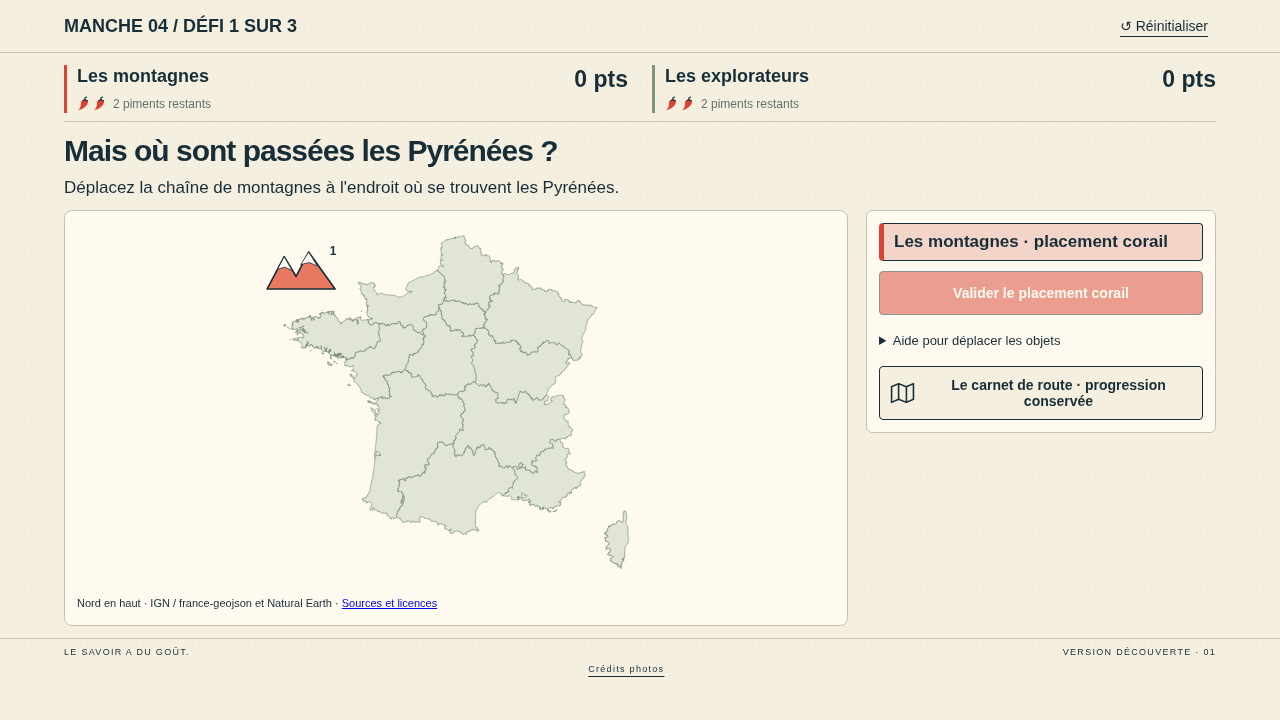 MANCHE 04 / DÉFI 1 SUR 3
↺ Réinitialiser
Les montagnes
0 pts
2 piments restants
Les explorateurs
0 pts
2 piments restants
Mais où sont passées les Pyrénées ?
Déplacez la chaîne de montagnes à l'endroit où se trouvent les Pyrénées.
1
Nord en haut · IGN / france-geojson et Natural Earth · Sources et licences
Les montagnes · placement corail
Valider le placement corail
Aide pour déplacer les objets
Le carnet de route · progression
conservée
LE SAVOIR A DU GOÛT.
VERSION DÉCOUVERTE · 01
Crédits photos